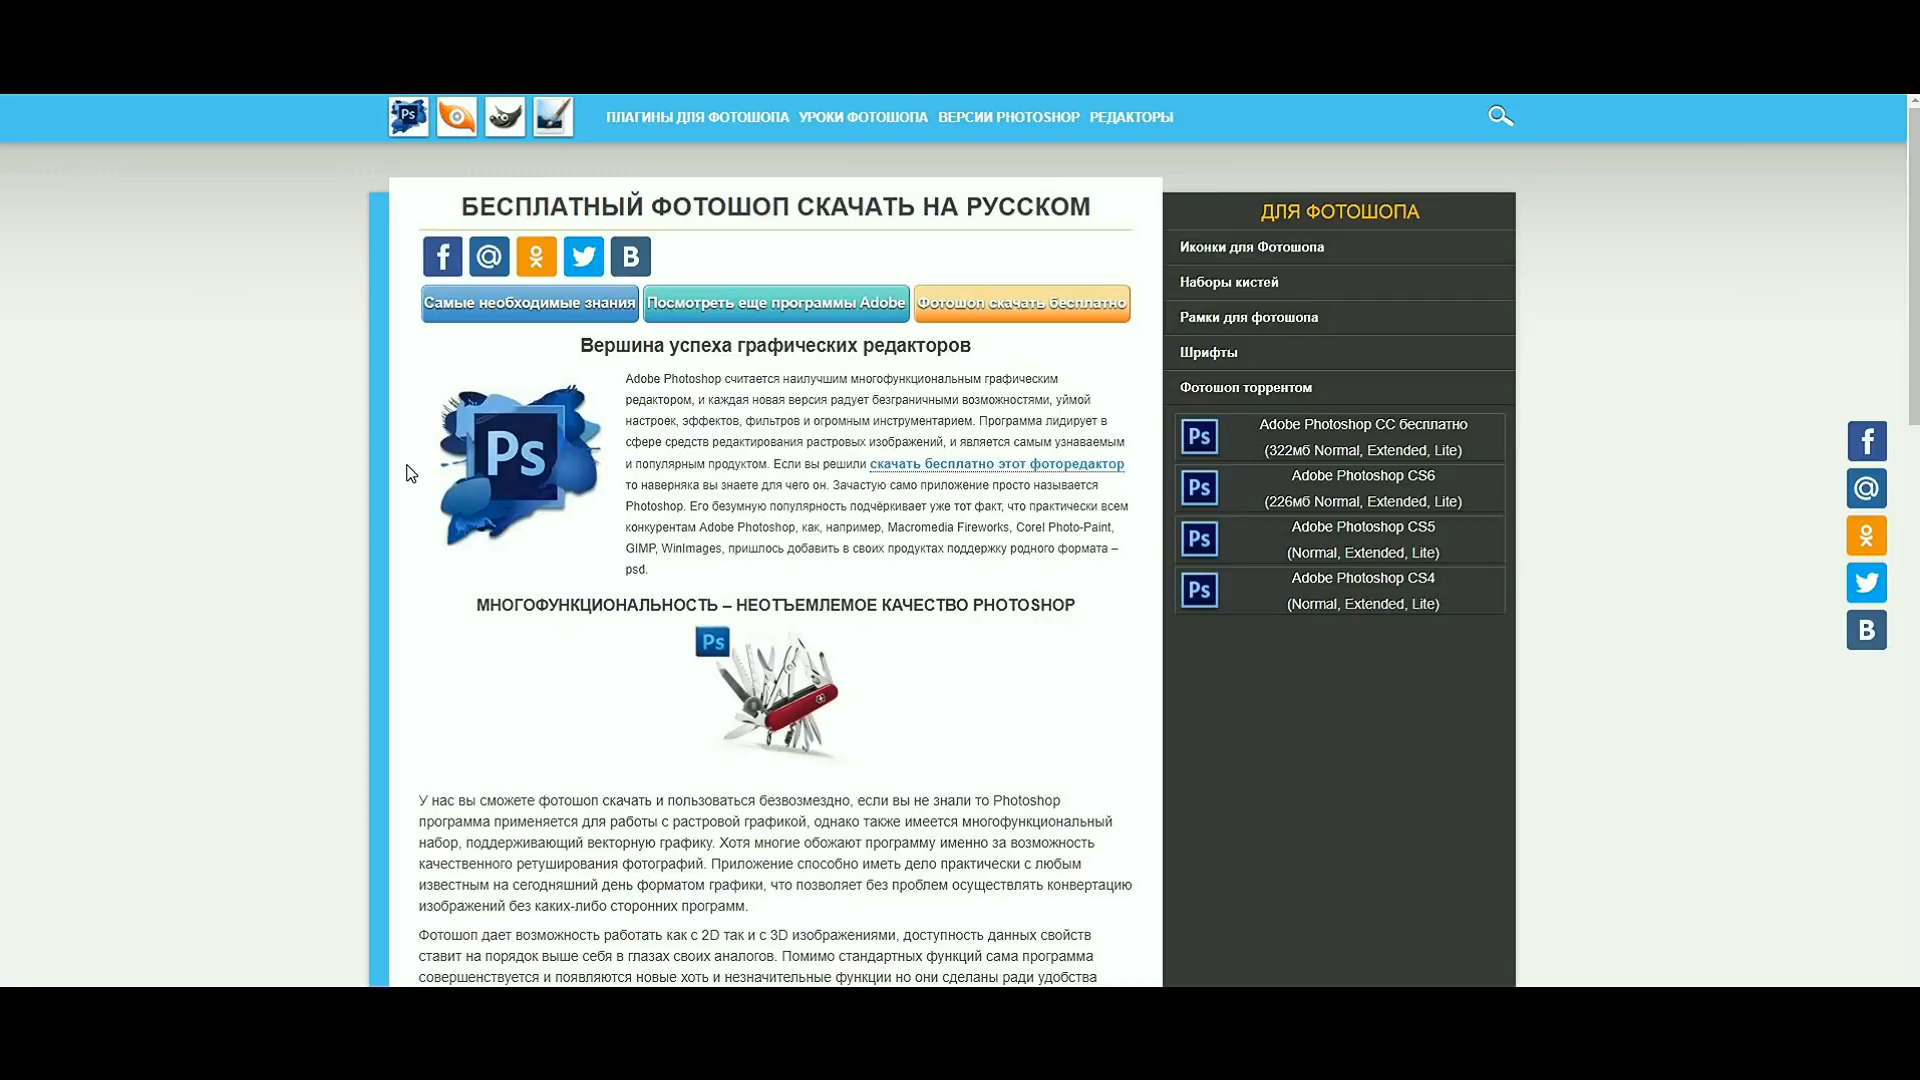 ПЛАГИНЫ ДЛЯ ФОТОШОПА УРОКИ ФОТОШОПА ВЕРСИИ PHOTOSHOP РЕДАКТОРЫ
БЕСПЛАТНЫЙ ФОТОШОП СКАЧАТЬ НА РУССКОМ
Самые необходимые знания Посмотреть еще программы Adobe Фотошоп скачать бесплатно
Вершина успеха графических редакторов
Ps
Adobe Photoshop считается наилучшим многофункциональным графическим
редактором, и каждая новая версия радует безграничными возможностями, уймой
настроек, эффектов, фильтров и огромным инструментарием. Программа лидирует в
сфере средств редактирования растровых изображений, и является самым узнаваемым
и популярным продуктом. Если вы решили скачать бесплатно этот фоторедактор
то наверняка вы знаете для чего он. Зачастую само приложение просто называется
Photoshop. Его безумную популярность подчёркивает уже тот факт, что практически всем
конкурентам Adobe Photoshop, как, например, Macromedia Fireworks, Corel Photo-Paint,
GIMP, WinImages, пришлось добавить в своих продуктах поддержку родного формата –
psd.
МНОГОФУНКЦИОНАЛЬНОСТЬ – НЕОТЪЕМЛЕМОЕ КАЧЕСТВО PHOTOSHOP
Ps
У нас вы сможете фотошоп скачать и пользоваться безвозмездно, если вы не знали то Photoshop
программа применяется для работы с растровой графикой, однако также имеется многофункциональный
набор, поддерживающий векторную графику. Хотя многие обожают программу именно за возможность
качественного ретуширования фотографий. Приложение способно иметь дело практически с любым
известным на сегодняшний день форматом графики, что позволяет без проблем осуществлять конвертацию
изображений без каких-либо сторонних программ.
Фотошоп дает возможность работать как с 2D так и с 3D изображениями, доступность данных свойств
ставит на порядок выше себя в глазах своих аналогов. Помимо стандартных функций сама программа
совершенствуется и появляются новые хоть и незначительные функции но они сделаны ради удобства
ДЛЯ ФОТОШОПА
Иконки для Фотошопа
Наборы кистей
Рамки для фотошопа
Шрифты
Фотошоп торрентом
Ps Adobe Photoshop CC бесплатно
(322мб Normal, Extended, Lite)
Ps Adobe Photoshop CS6
(226мб Normal, Extended, Lite)
Ps Adobe Photoshop CS5
(Normal, Extended, Lite)
Ps Adobe Photoshop CS4
(Normal, Extended, Lite)